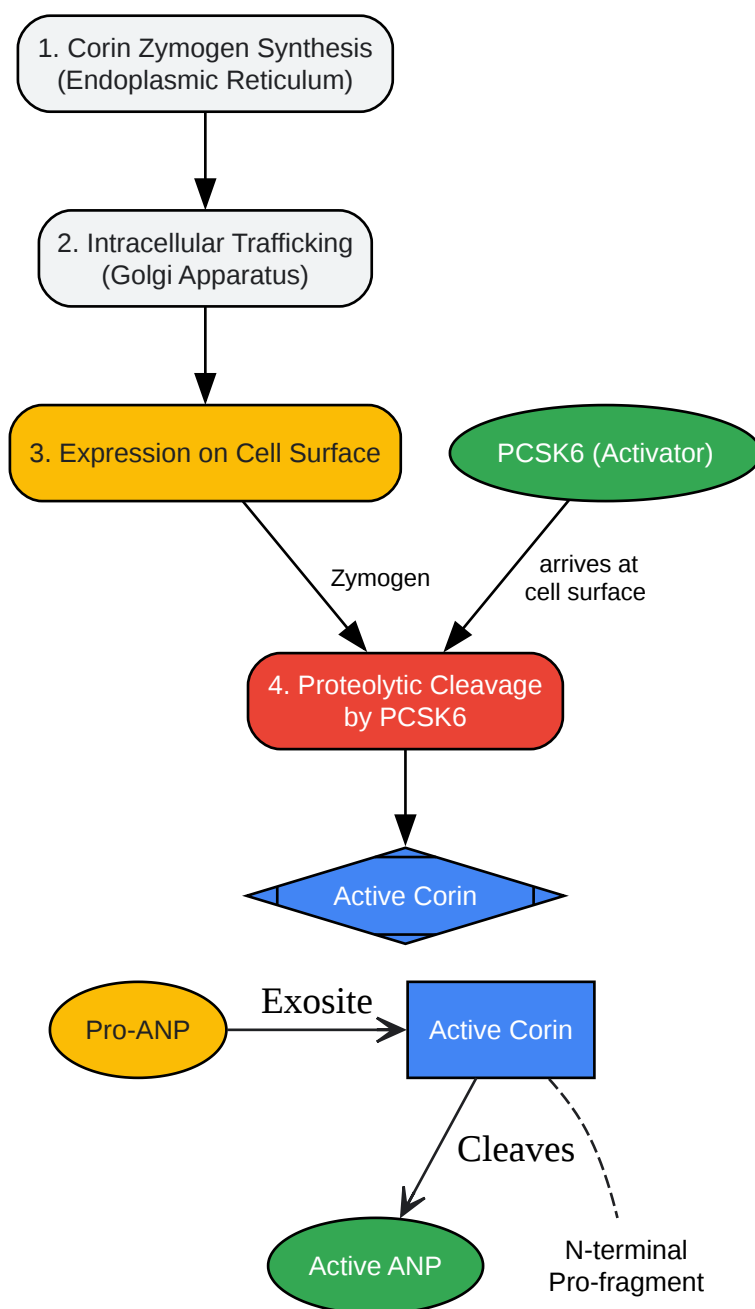 1. Corin Zymogen Synthesis
(Endoplasmic Reticulum)
2. Intracellular Trafficking
(Golgi Apparatus)
3. Expression on Cell Surface
PCSK6 (Activator)
Zymogen
arrives at
cell surface
4. Proteolytic Cleavage
by PCSK6
Active Corin
Pro-ANP
Exosite
Active Corin
Cleaves
Active ANP
N-terminal
Pro-fragment